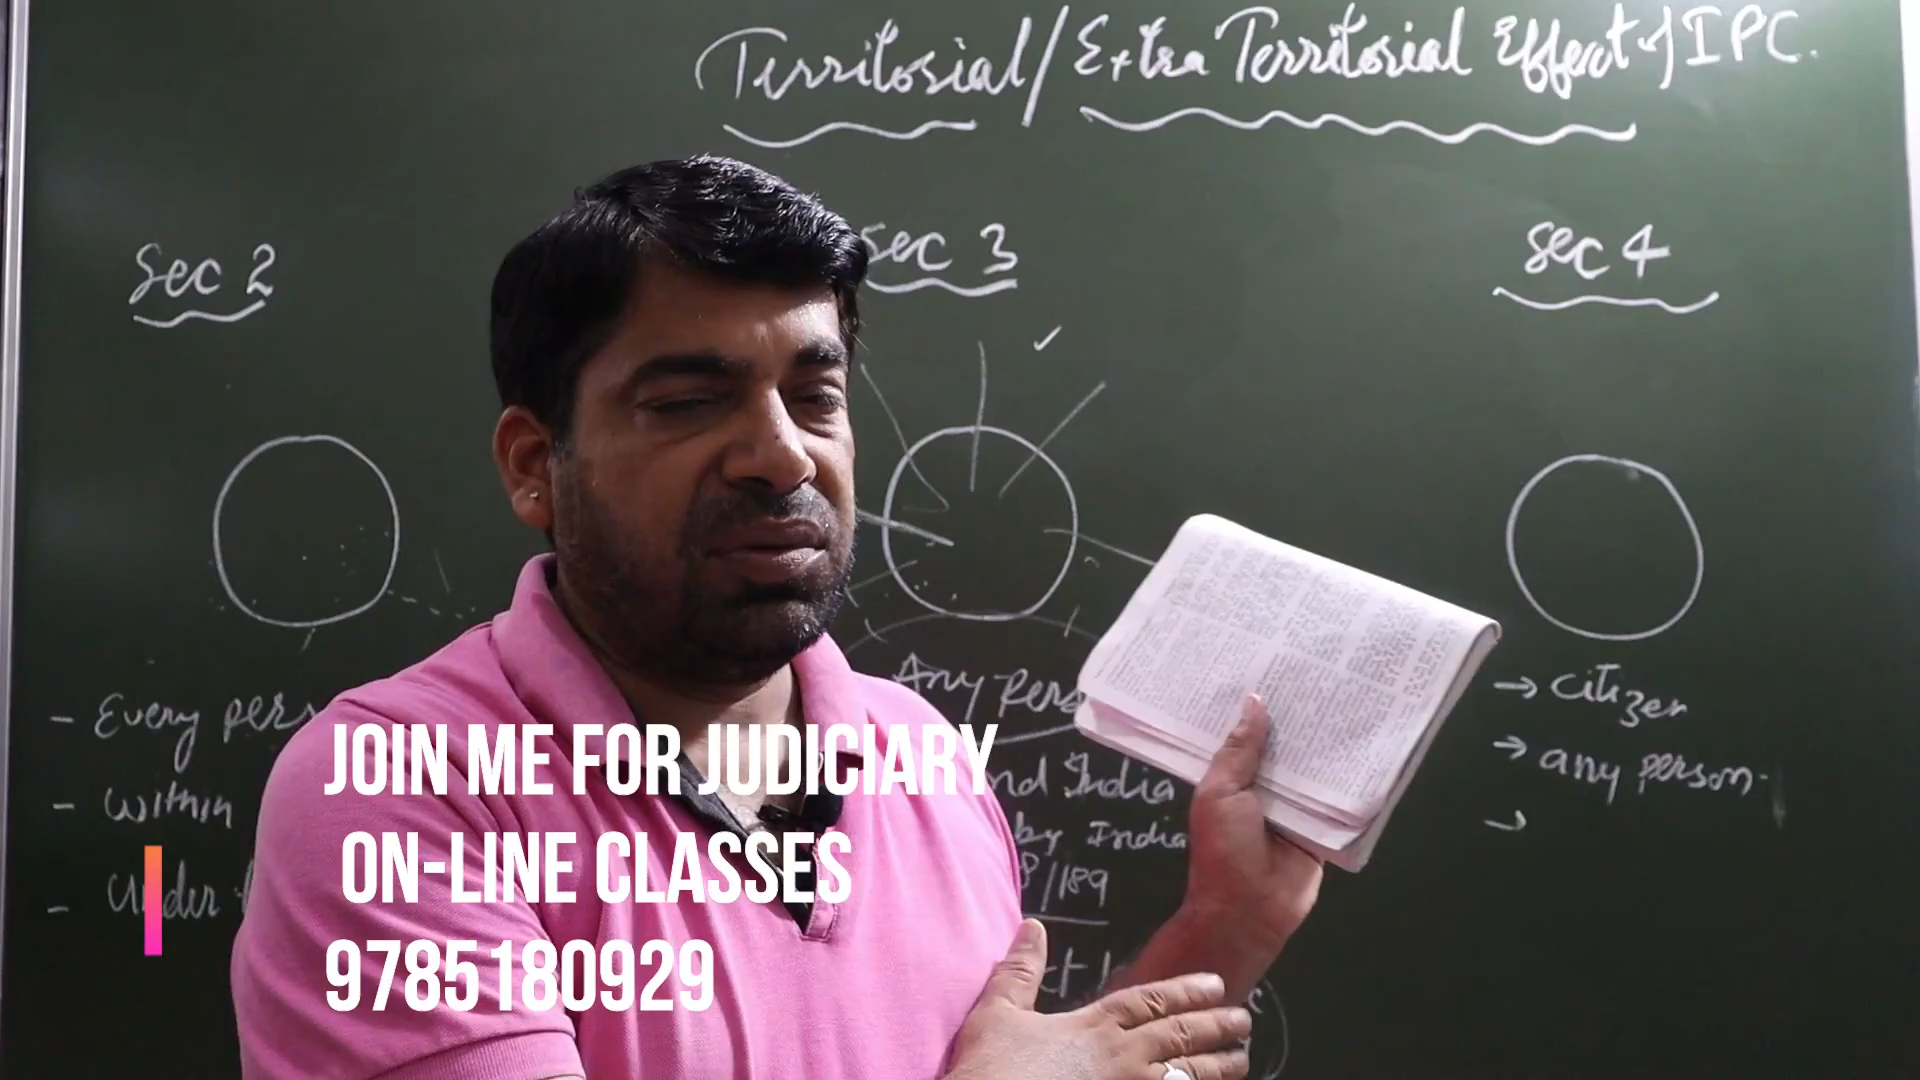 Territorial/Extra Territorial Effect of IPC.
Sec 2
sec 3
sec 4
- Every pers
- within
- Under
Any pers
nd India
by India
8/189
→ citizen
→ any person-
→
JOIN ME FOR JUDICIARY
ON-LINE CLASSES
9785180929